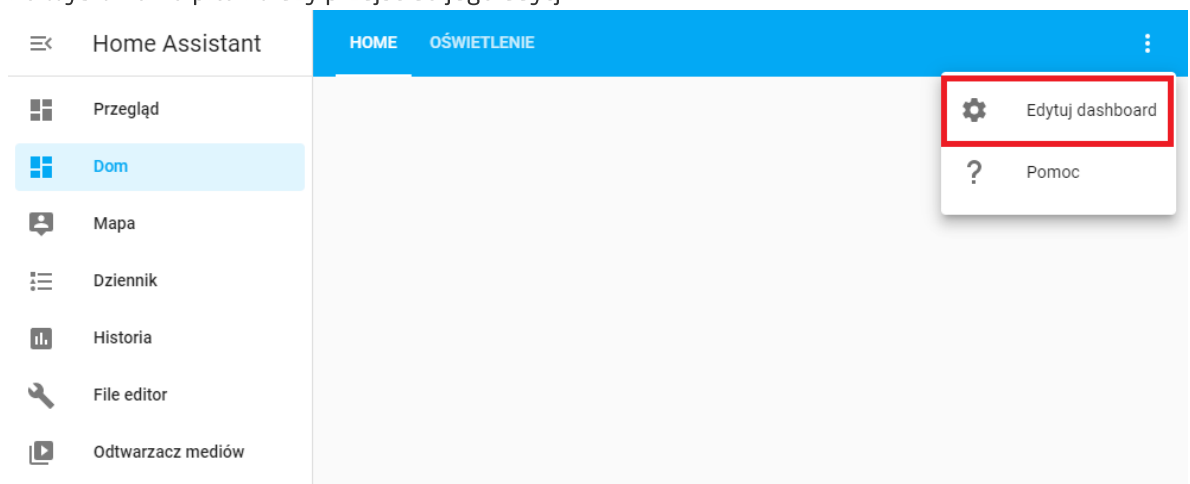 Home Assistant
HOME OŚWIETLENIE
Przegląd
Edytuj dashboard
Dom
Pomoc
Mapa
Dziennik
Historia
File editor
Odtwarzacz mediów